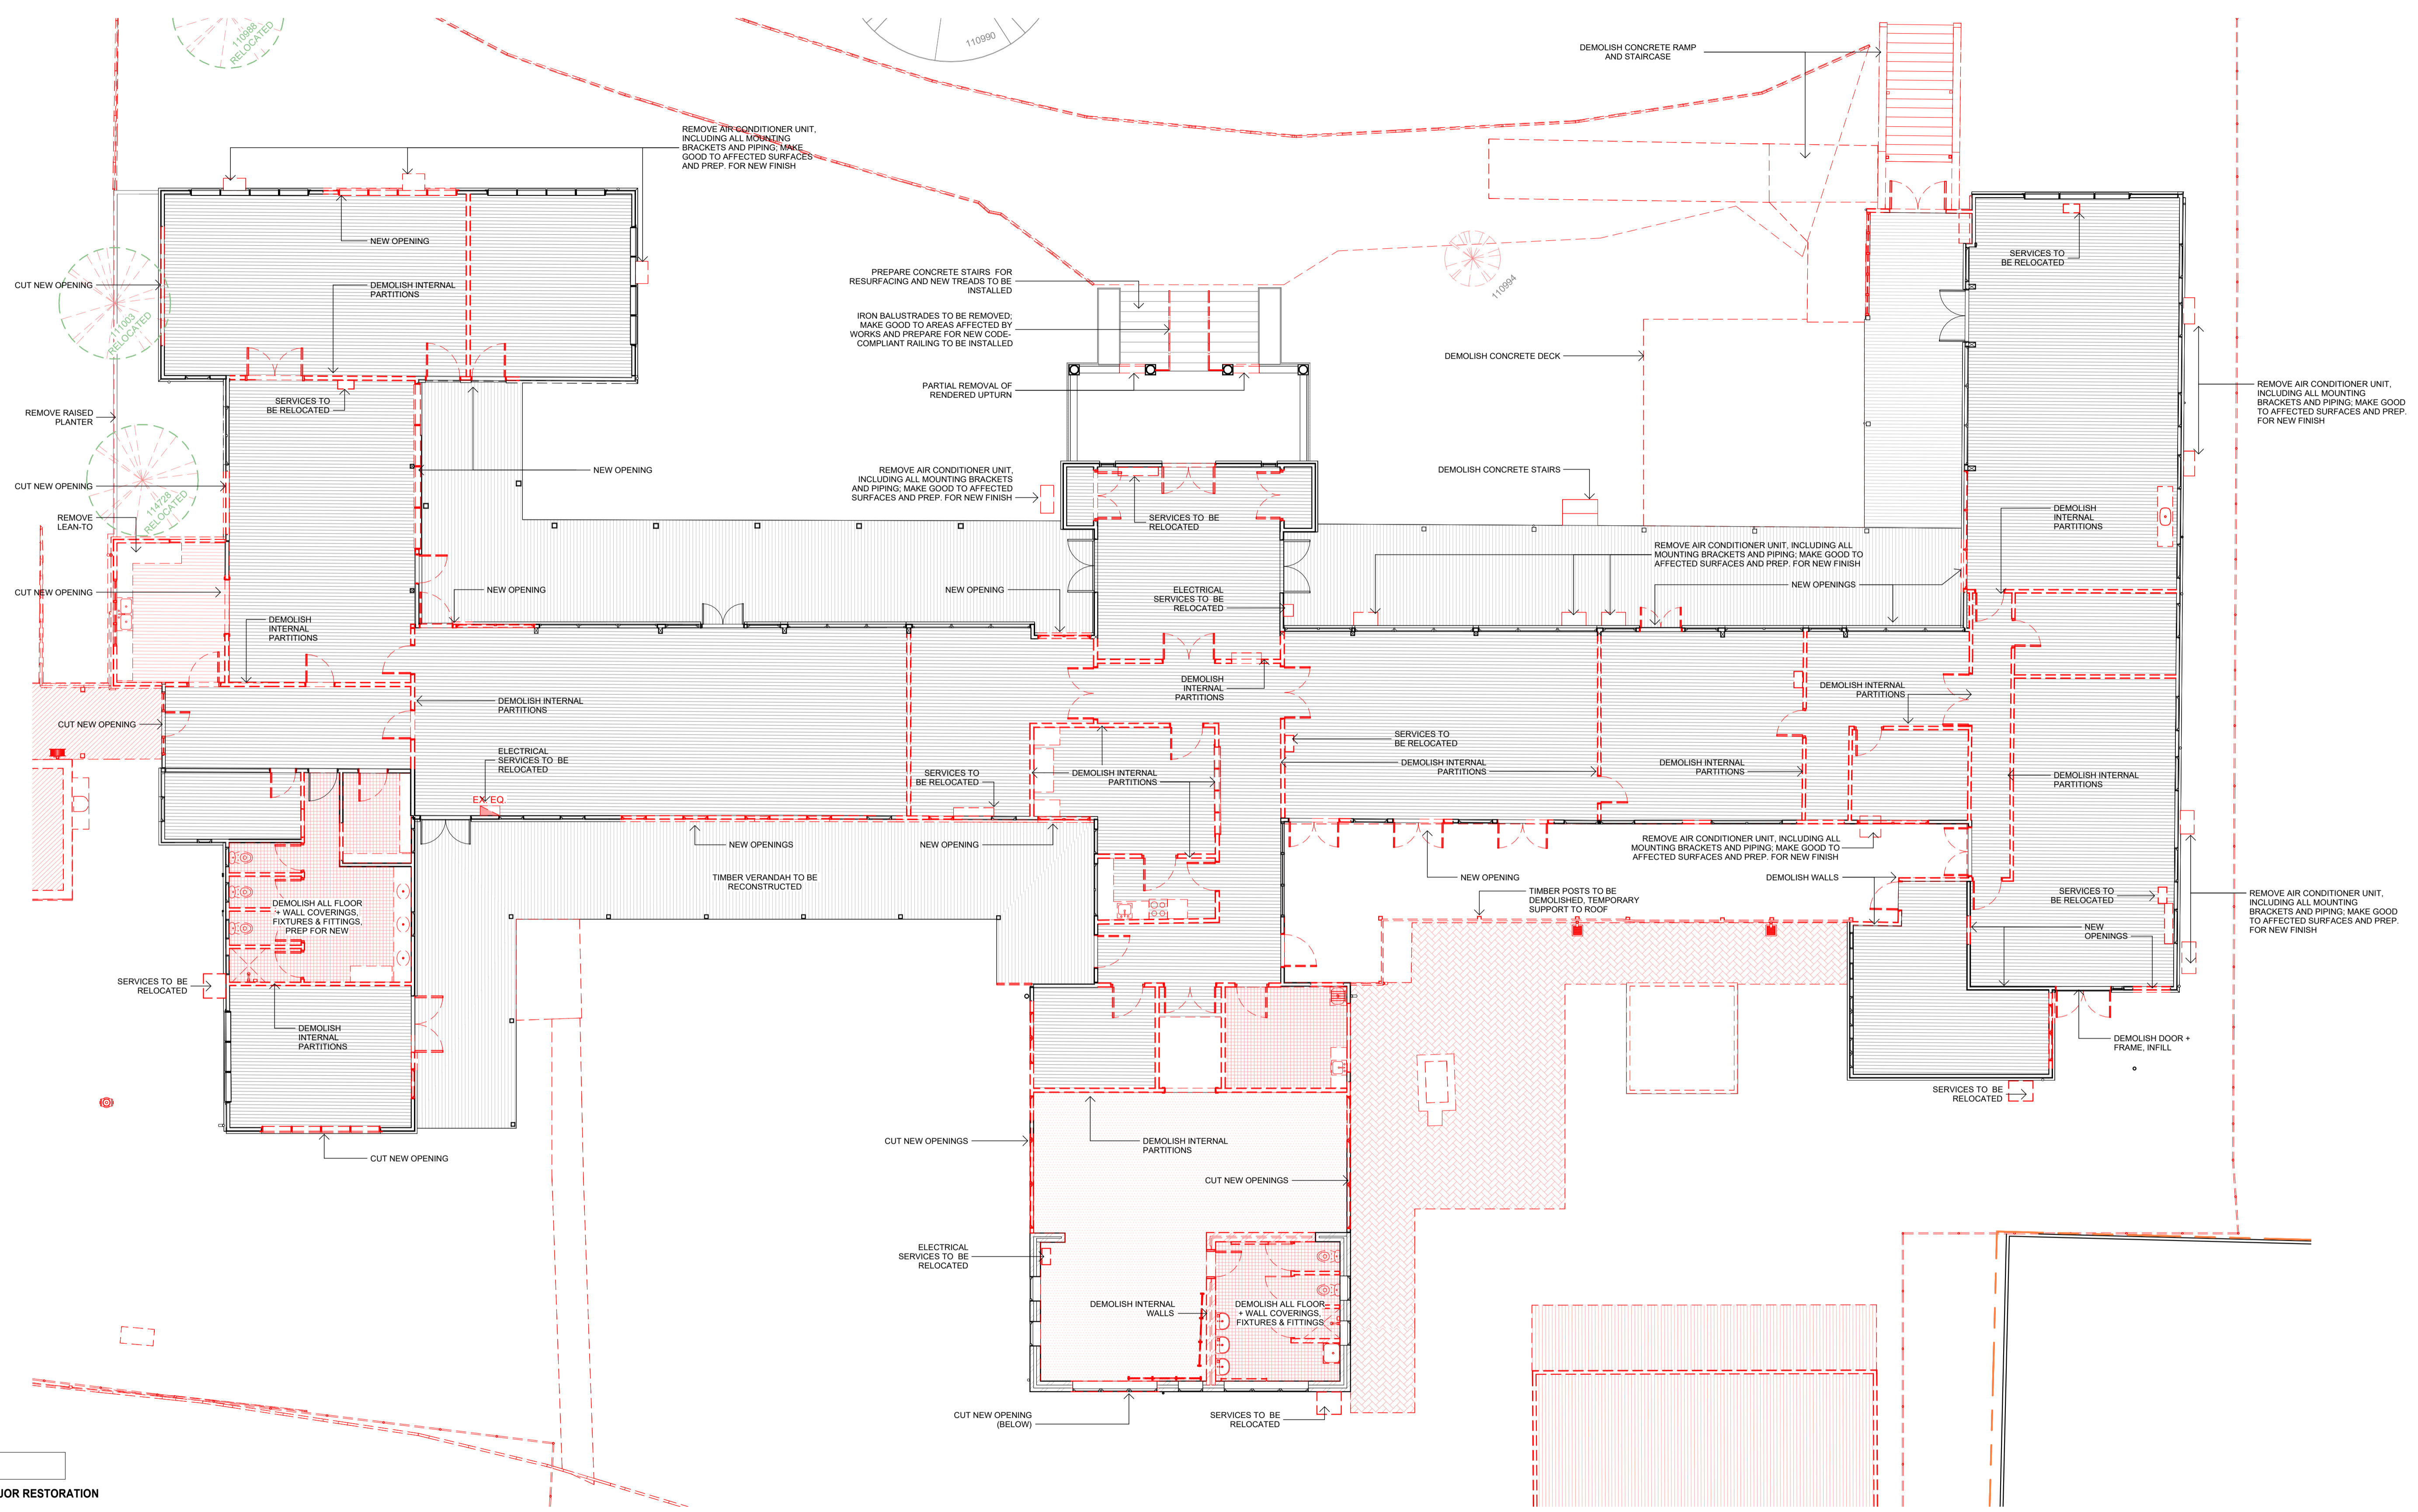 110988
RELOCATED
110990
DEMOLISH CONCRETE RAMP
AND STAIRCASE
REMOVE AIR CONDITIONER UNIT,
INCLUDING ALL MOUNTING
BRACKETS AND PIPING; MAKE
GOOD TO AFFECTED SURFACES
AND PREP. FOR NEW FINISH
NEW OPENING
CUT NEW OPENING
DEMOLISH INTERNAL
PARTITIONS
111003
RELOCATED
PREPARE CONCRETE STAIRS FOR
RESURFACING AND NEW TREADS TO BE
INSTALLED
IRON BALUSTRADES TO BE REMOVED;
MAKE GOOD TO AREAS AFFECTED BY
WORKS AND PREPARE FOR NEW CODE-
COMPLIANT RAILING TO BE INSTALLED
110994
SERVICES TO
BE RELOCATED
DEMOLISH CONCRETE DECK
PARTIAL REMOVAL OF
RENDERED UPTURN
REMOVE AIR CONDITIONER UNIT,
INCLUDING ALL MOUNTING
BRACKETS AND PIPING; MAKE GOOD
TO AFFECTED SURFACES AND PREP.
FOR NEW FINISH
SERVICES TO
BE RELOCATED
REMOVE RAISED
PLANTER
NEW OPENING
REMOVE AIR CONDITIONER UNIT,
INCLUDING ALL MOUNTING BRACKETS
AND PIPING; MAKE GOOD TO AFFECTED
SURFACES AND PREP. FOR NEW FINISH
DEMOLISH CONCRETE STAIRS
CUT NEW OPENING
114728
RELOCATED
REMOVE
LEAN-TO
SERVICES TO BE
RELOCATED
DEMOLISH
INTERNAL
PARTITIONS
REMOVE AIR CONDITIONER UNIT, INCLUDING ALL
MOUNTING BRACKETS AND PIPING; MAKE GOOD TO
AFFECTED SURFACES AND PREP. FOR NEW FINISH
NEW OPENINGS
CUT NEW OPENING
NEW OPENING
NEW OPENING
ELECTRICAL
SERVICES TO BE
RELOCATED
DEMOLISH
INTERNAL
PARTITIONS
DEMOLISH
INTERNAL
PARTITIONS
DEMOLISH INTERNAL
PARTITIONS
DEMOLISH INTERNAL
PARTITIONS
CUT NEW OPENING
ELECTRICAL
SERVICES TO BE
RELOCATED
EX EQ
SERVICES TO
BE RELOCATED
DEMOLISH INTERNAL
PARTITIONS
SERVICES TO
BE RELOCATED
DEMOLISH INTERNAL
PARTITIONS
DEMOLISH INTERNAL
PARTITIONS
DEMOLISH INTERNAL
PARTITIONS
NEW OPENINGS
NEW OPENING
REMOVE AIR CONDITIONER UNIT, INCLUDING ALL
MOUNTING BRACKETS AND PIPING; MAKE GOOD TO
AFFECTED SURFACES AND PREP. FOR NEW FINISH
TIMBER VERANDAH TO BE
RECONSTRUCTED
NEW OPENING
DEMOLISH WALLS
TIMBER POSTS TO BE
DEMOLISHED, TEMPORARY
SUPPORT TO ROOF
SERVICES TO
BE RELOCATED
REMOVE AIR CONDITIONER UNIT,
INCLUDING ALL MOUNTING
BRACKETS AND PIPING; MAKE GOOD
TO AFFECTED SURFACES AND PREP.
FOR NEW FINISH
DEMOLISH ALL FLOOR
+ WALL COVERINGS,
FIXTURES & FITTINGS,
PREP FOR NEW
NEW
OPENINGS
SERVICES TO BE
RELOCATED
DEMOLISH
INTERNAL
PARTITIONS
DEMOLISH DOOR +
FRAME, INFILL
SERVICES TO BE
RELOCATED
CUT NEW OPENING
CUT NEW OPENINGS
DEMOLISH INTERNAL
PARTITIONS
CUT NEW OPENINGS
ELECTRICAL
SERVICES TO BE
RELOCATED
DEMOLISH INTERNAL
WALLS
DEMOLISH ALL FLOOR
+ WALL COVERINGS,
FIXTURES & FITTINGS
CUT NEW OPENING
(BELOW)
SERVICES TO BE
RELOCATED
JOR RESTORATION